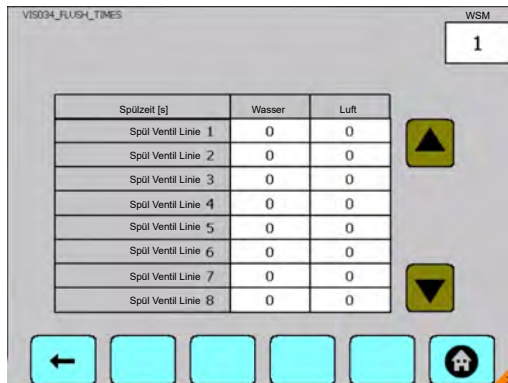 VIS034_FLUSH_TIMES
WSM
1
Spülzeit [s] Wasser Luft
Spül Ventil Linie 1 0 0
Spül Ventil Linie 2 0 0
Spül Ventil Linie 3 0 0
Spül Ventil Linie 4 0 0
Spül Ventil Linie 5 0 0
Spül Ventil Linie 6 0 0
Spül Ventil Linie 7 0 0
Spül Ventil Linie 8 0 0